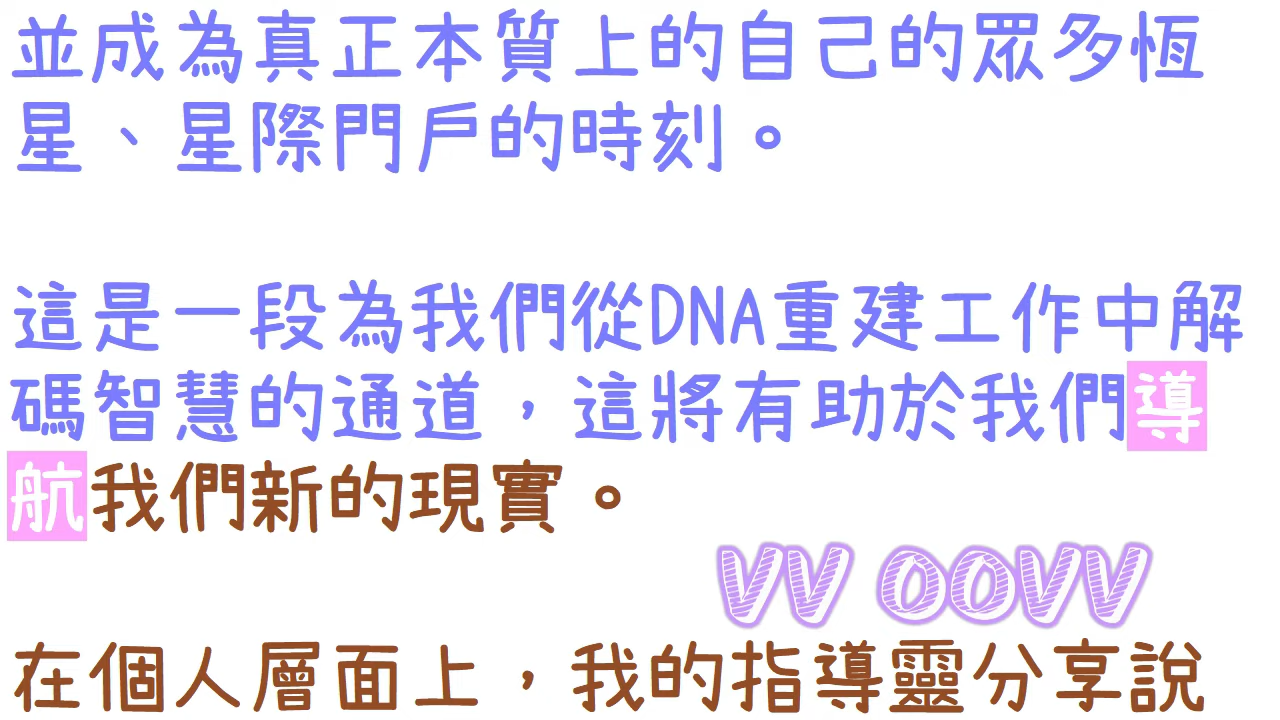 並成為真正本質上的自己的眾多恆
星、星際門戶的時刻。
這是一段為我們從DNA重建工作中解
碼智慧的通道，這將有助於我們導
航我們新的現實。
VV OOVV
在個人層面上，我的指導靈分享說